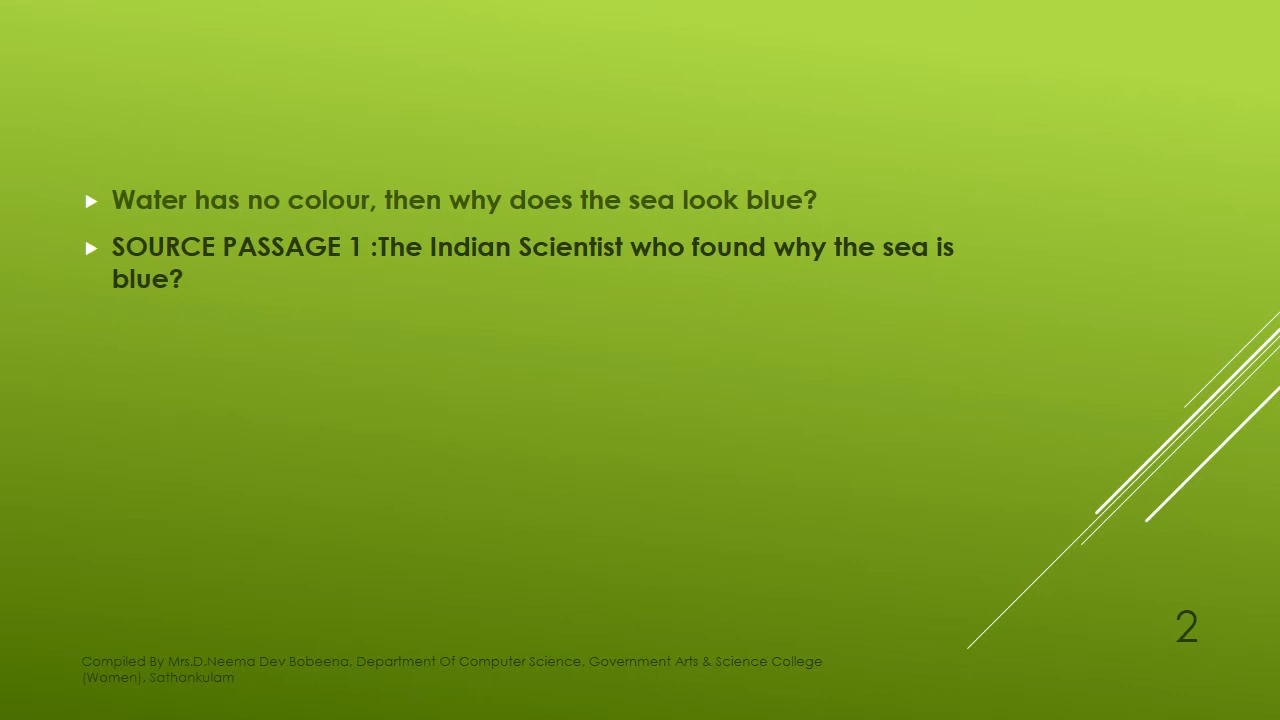 Water has no colour, then why does the sea look blue?
SOURCE PASSAGE 1 :The Indian Scientist who found why the sea is
blue?
2
Compiled By Mrs.D.Neema Dev Bobeena, Department Of Computer Science, Government Arts & Science College
(Women), Sathankulam